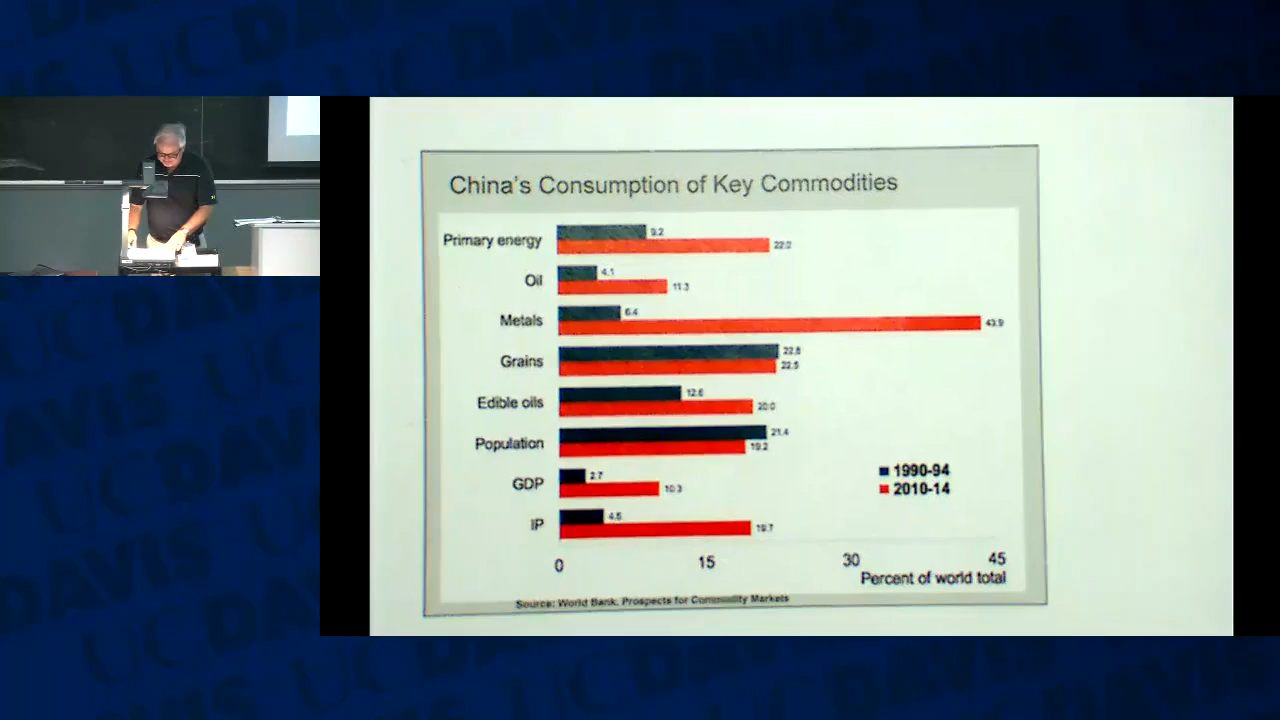 China's Consumption of Key Commodities
Primary energy 9.2 22.0
Oil 4.1 11.3
Metals 6.4 43.9
Grains 22.8 22.5
Edible oils 12.6 20.0
Population 21.4 19.2
GDP 2.7 10.3
IP 4.5 19.7
1990-94
2010-14
0 15 30 45
Percent of world total
Source: World Bank, Prospects for Commodity Markets
UC DAVIS